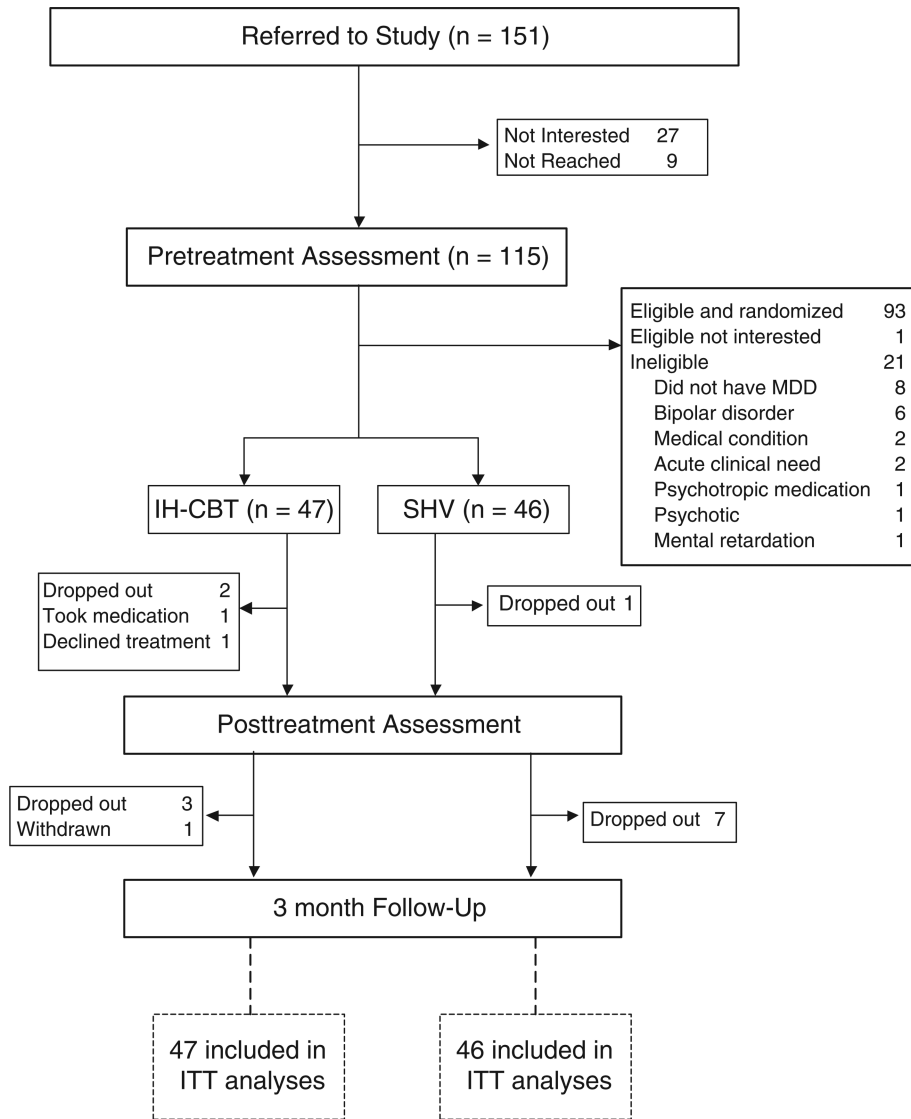 Referred to Study (n = 151)
Not Interested 27
Not Reached 9
Pretreatment Assessment (n = 115)
Eligible and randomized 93
Eligible not interested 1
Ineligible 21
Did not have MDD 8
Bipolar disorder 6
Medical condition 2
Acute clinical need 2
Psychotropic medication 1
Psychotic 1
Mental retardation 1
IH-CBT (n = 47)
SHV (n = 46)
Dropped out 2
Took medication 1
Declined treatment 1
Dropped out 1
Posttreatment Assessment
Dropped out 3
Withdrawn 1
Dropped out 7
3 month Follow-Up
47 included in
ITT analyses
46 included in
ITT analyses